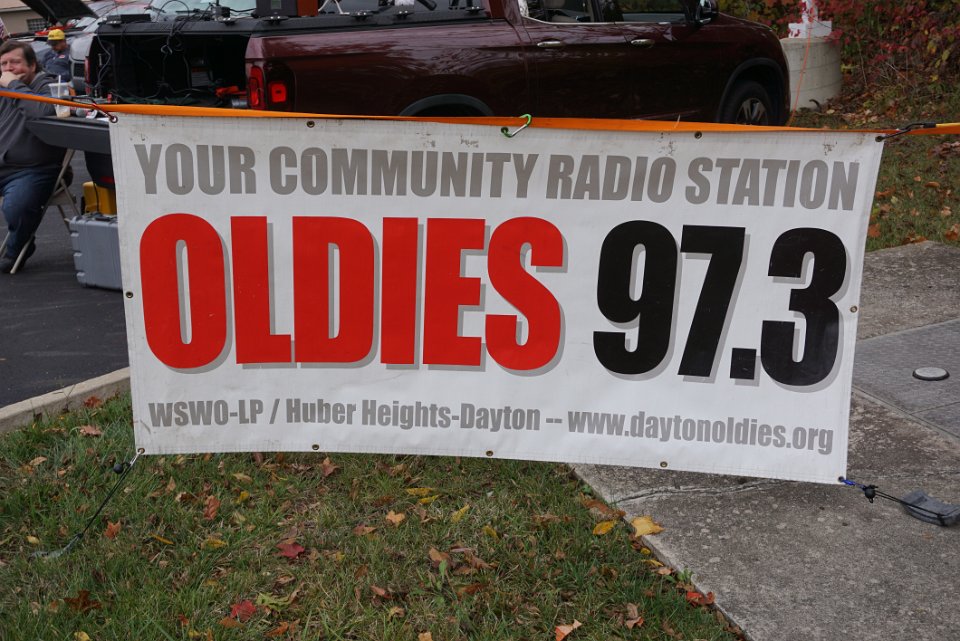 YOUR COMMUNITY RADIO STATION
OLDIES 97.3
WSWO-LP / Huber Heights-Dayton -- www.daytonoldies.org